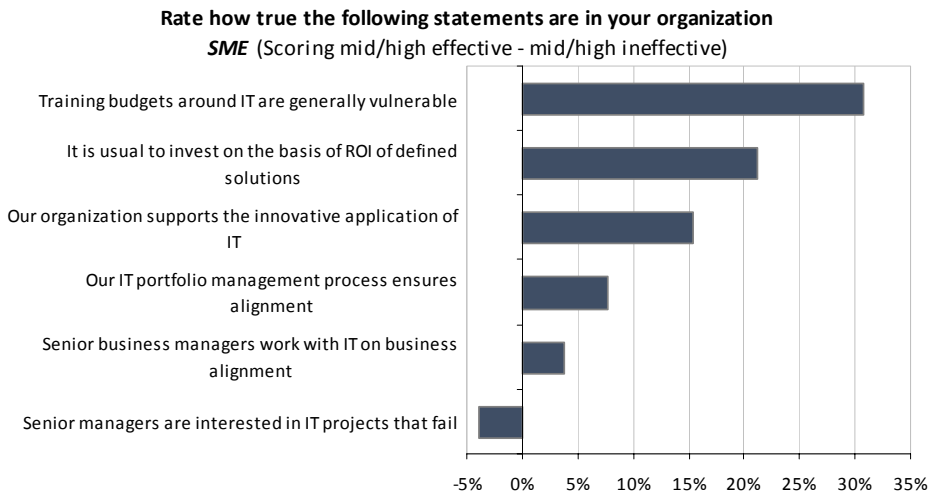 Rate how true the following statements are in your organization
SME (Scoring mid/high effective - mid/high ineffective)
Training budgets around IT are generally vulnerable
It is usual to invest on the basis of ROI of defined
solutions
Our organization supports the innovative application of
IT
Our IT portfolio management process ensures
alignment
Senior business managers work with IT on business
alignment
Senior managers are interested in IT projects that fail
-5% 0% 5% 10% 15% 20% 25% 30% 35%